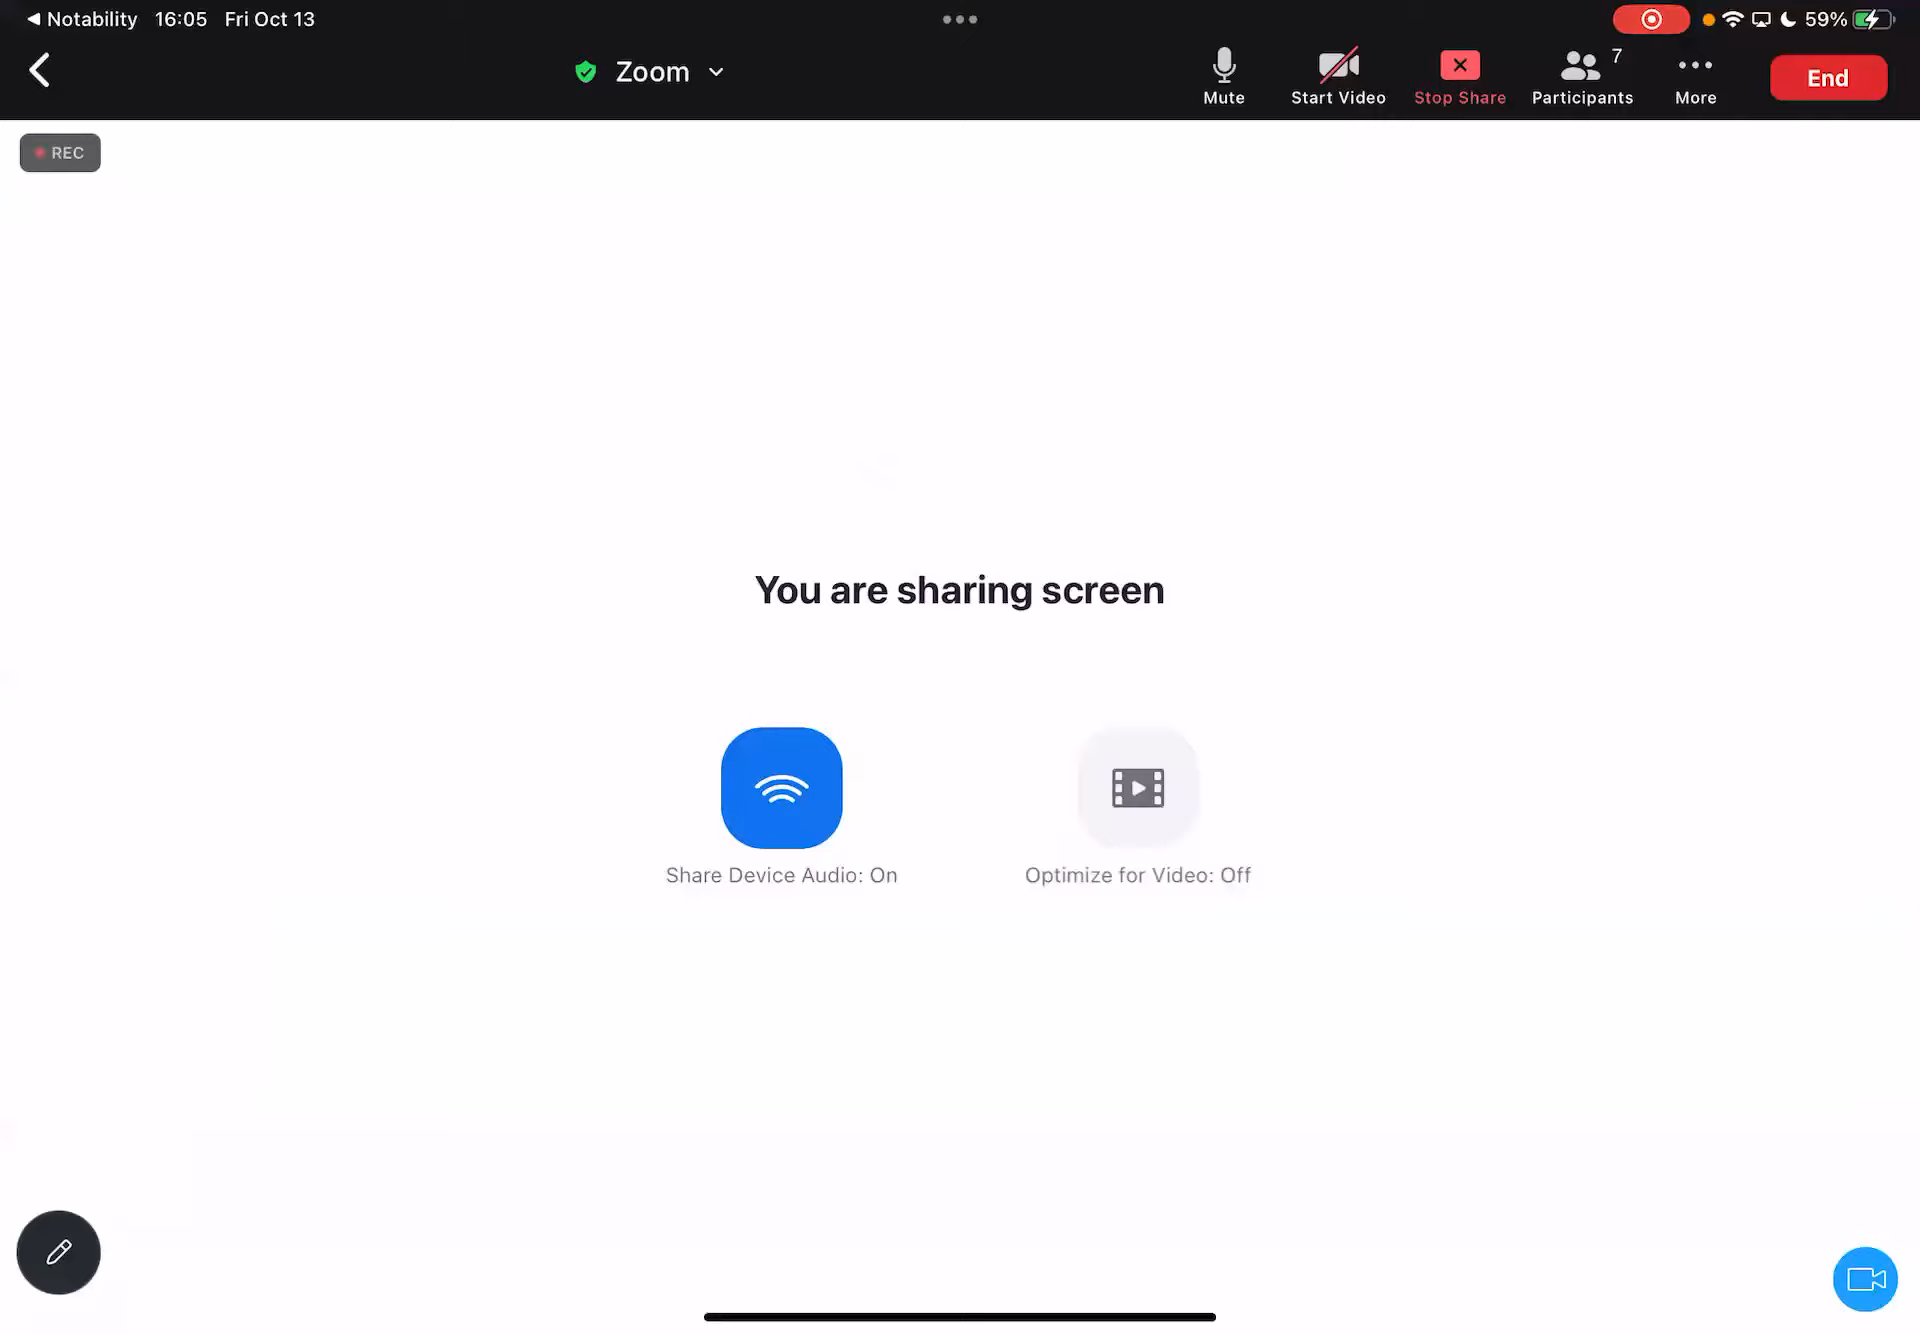 Notability 16:05 Fri Oct 13
59%
Zoom
7
Mute Start Video Stop Share Participants More End
REC
You are sharing screen
Share Device Audio: On
Optimize for Video: Off